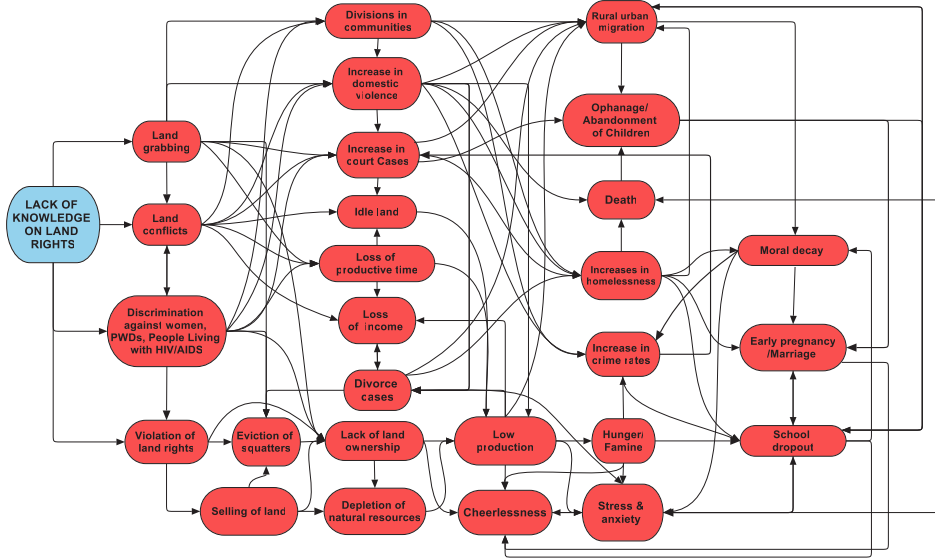 LACK OF
KNOWLEDGE
ON LAND
RIGHTS
Land
grabbing
Land
conflicts
Discrimination
against women,
PWDs, People Living
with HIV/AIDS
Violation of
land rights
Eviction of
squatters
Selling of land
Divisions in
communities
Increase in
domestic
violence
Increase in
court Cases
Idle land
Loss of
productive time
Loss
of income
Divorce
cases
Lack of land
ownership
Depletion of
natural resources
Low
production
Cheerlessness
Rural urban
migration
Ophanage/
Abandonment
of Children
Death
Increases in
homelessness
Increase in
crime rates
Hunger/
Famine
Stress &
anxiety
Moral decay
Early pregnancy
/Marriage
School
dropout